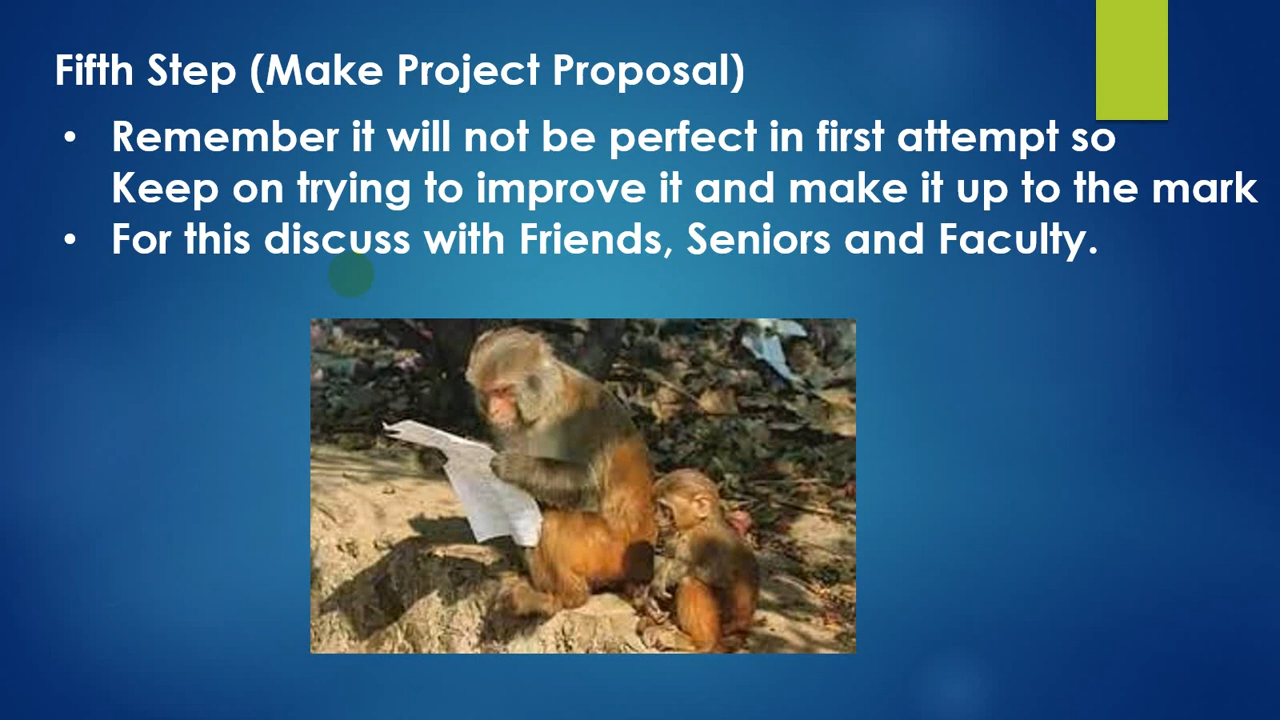 Fifth Step (Make Project Proposal)
• Remember it will not be perfect in first attempt so
Keep on trying to improve it and make it up to the mark
• For this discuss with Friends, Seniors and Faculty.